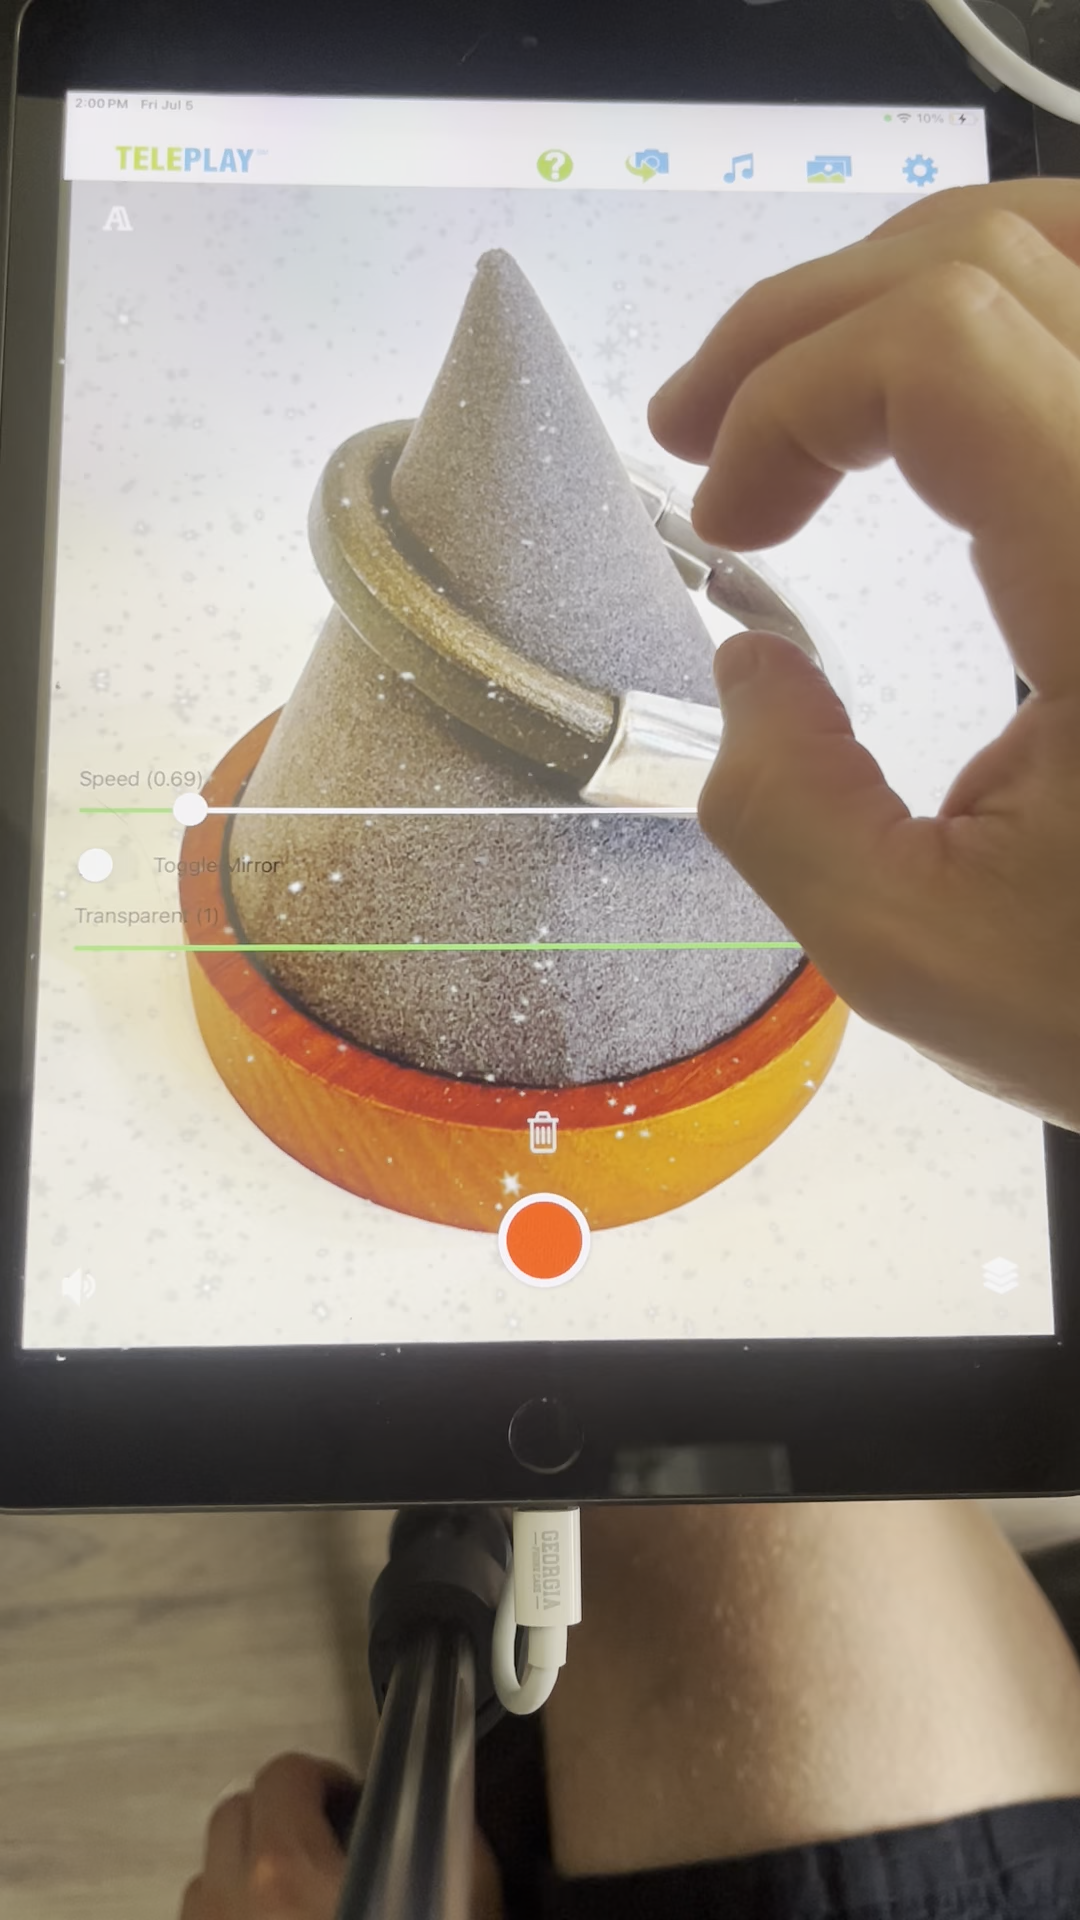 2:00 PM Fri Jul 5
10%
TELEPLAY
Speed (0.69)
Toggle Mirror
Transparent (1)
GEORGIA